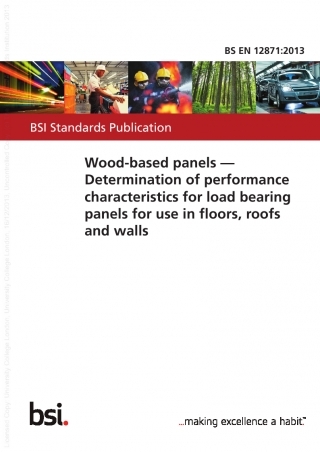 BS EN 12871:2013
BSI Standards Publication
Wood-based panels —
Determination of performance
characteristics for load bearing
panels for use in floors, roofs
and walls
bsi.
...making excellence a habit.™